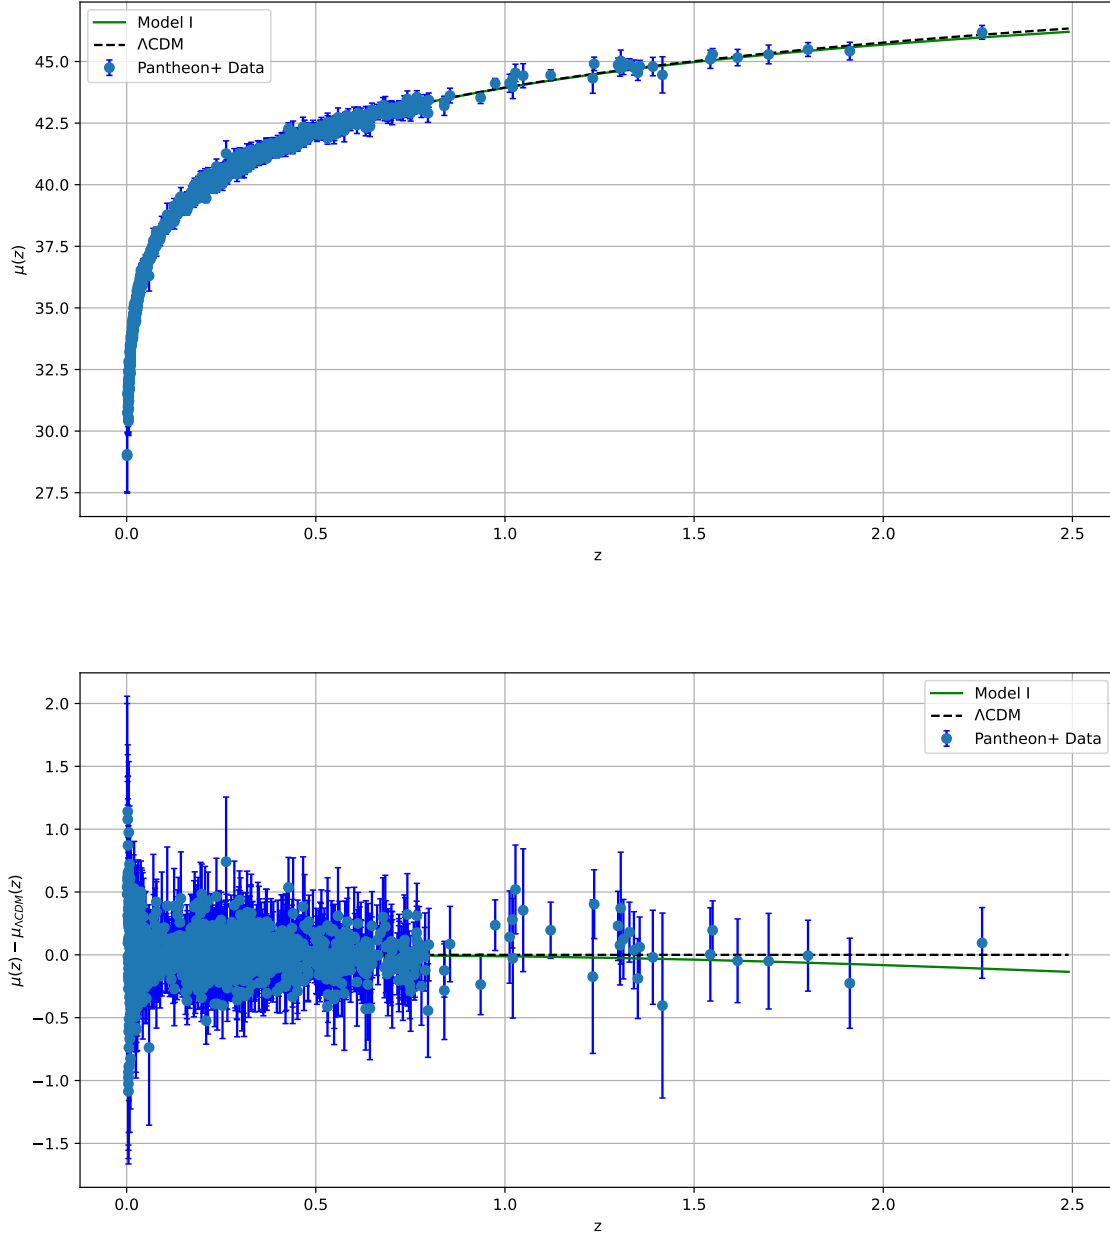 Model I
ΛCDM
Pantheon+ Data
45.0
42.5
40.0
37.5
35.0
32.5
30.0
27.5
μ(z)
0.0 0.5 1.0 1.5 2.0 2.5
z
Model I
ΛCDM
Pantheon+ Data
2.0
1.5
1.0
0.5
0.0
−0.5
−1.0
−1.5
μ(z) − μΛCDM(z)
0.0 0.5 1.0 1.5 2.0 2.5
z